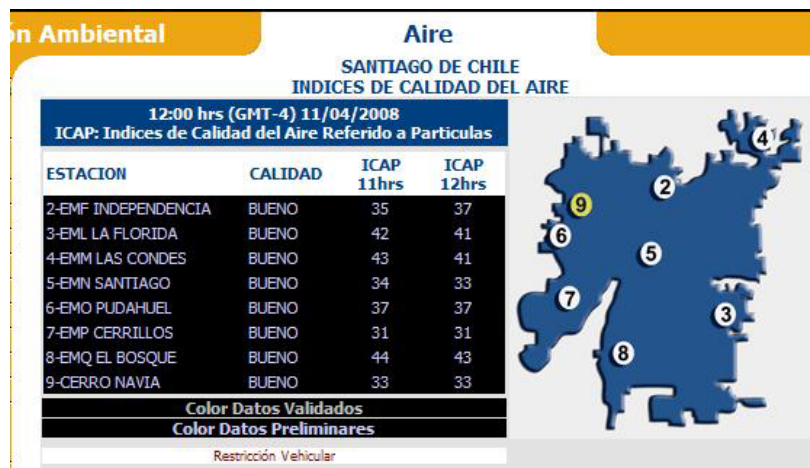 n Ambiental
Aire
SANTIAGO DE CHILE
INDICES DE CALIDAD DEL AIRE
12:00 hrs (GMT-4) 11/04/2008
ICAP: Indices de Calidad del Aire Referido a Particulas
ESTACION CALIDAD ICAP 11hrs ICAP 12hrs
2-EMF INDEPENDENCIA BUENO 35 37
3-EML LA FLORIDA BUENO 42 41
4-EMM LAS CONDES BUENO 43 41
5-EMN SANTIAGO BUENO 34 33
6-EMO PUDAHUEL BUENO 37 37
7-EMP CERRILLOS BUENO 31 31
8-EMQ EL BOSQUE BUENO 44 43
9-CERRO NAVIA BUENO 33 33
Color Datos Validados
Color Datos Preliminares
Restricción Vehicular
4
2
9
6
5
7
3
8